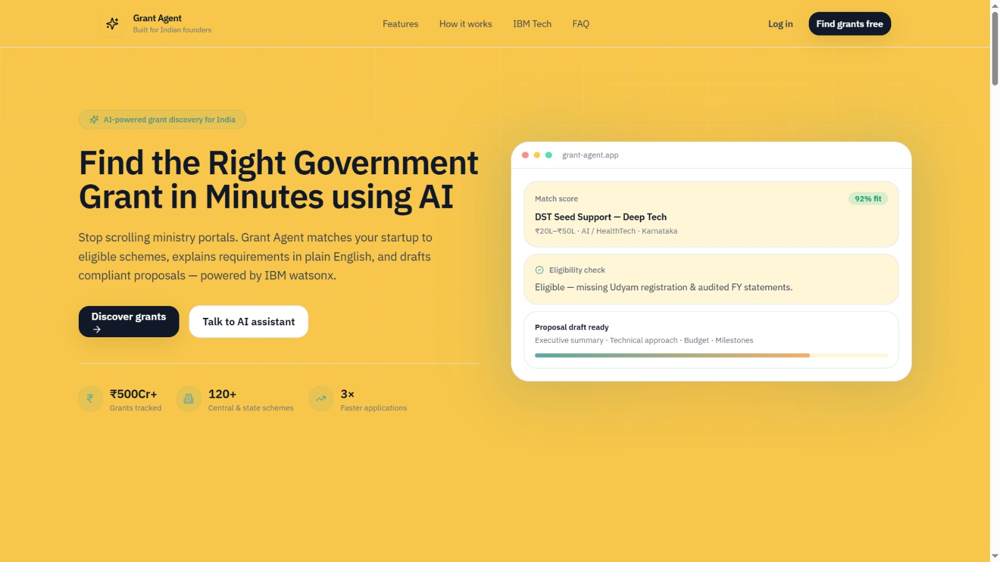 Grant Agent
Built for Indian founders
Features
How it works
IBM Tech
FAQ
Log in
Find grants free
AI-powered grant discovery for India
Find the Right Government
Grant in Minutes using AI
Stop scrolling ministry portals. Grant Agent matches your startup to
eligible schemes, explains requirements in plain English, and drafts
compliant proposals — powered by IBM watsonx.
Discover grants
→
Talk to AI assistant
₹500Cr+
Grants tracked
120+
Central & state schemes
3×
Faster applications
grant-agent.app
Match score
92% fit
DST Seed Support — Deep Tech
₹20L–₹50L · AI / HealthTech · Karnataka
Eligibility check
Eligible — missing Udyam registration & audited FY statements.
Proposal draft ready
Executive summary · Technical approach · Budget · Milestones